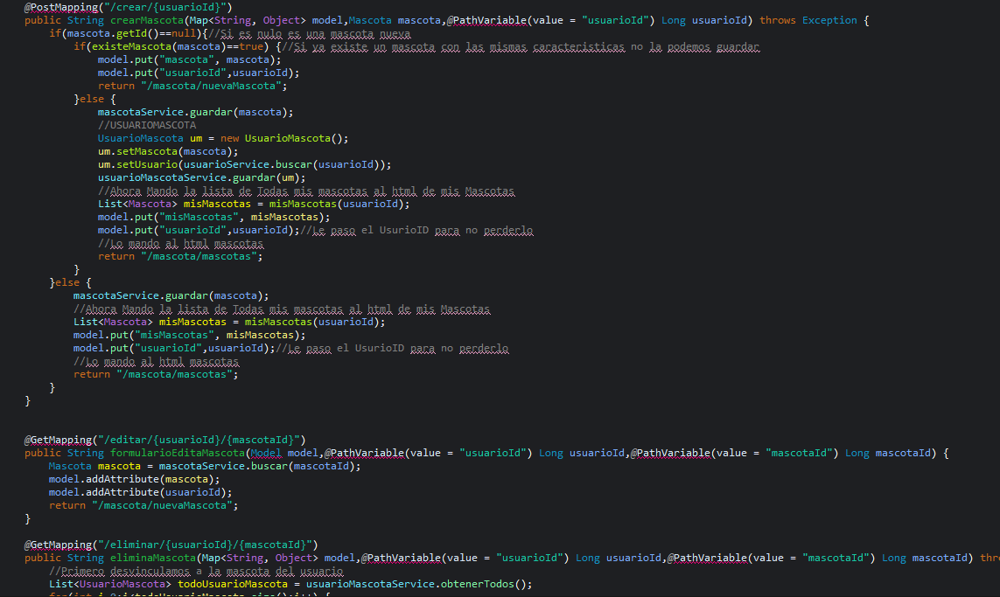 @PostMapping("/crear/{usuarioId}")
public String crearMascota(Map<String, Object> model,Mascota mascota,@PathVariable(value = "usuarioId") Long usuarioId) throws Exception {
if(mascota.getId()==null){//Si es nulo es una mascota nueva
if(existeMascota(mascota)==true) {//Si ya existe un mascota con las mismas caracteristicas no la podemos guardar
model.put("mascota", mascota);
model.put("usuarioId",usuarioId);
return "/mascota/nuevaMascota";
}else {
mascotaService.guardar(mascota);
//USUARIOMASCOTA
UsuarioMascota um = new UsuarioMascota();
um.setMascota(mascota);
um.setUsuario(usuarioService.buscar(usuarioId));
usuarioMascotaService.guardar(um);
//Ahora Mando la lista de Todas mis mascotas al html de mis Mascotas
List<Mascota> misMascotas = misMascotas(usuarioId);
model.put("misMascotas", misMascotas);
model.put("usuarioId",usuarioId);//Le paso el UsurioID para no perderlo
//Lo mando al html mascotas
return "/mascota/mascotas";
}
}else {
mascotaService.guardar(mascota);
//Ahora Mando la lista de Todas mis mascotas al html de mis Mascotas
List<Mascota> misMascotas = misMascotas(usuarioId);
model.put("misMascotas", misMascotas);
model.put("usuarioId",usuarioId);//Le paso el UsurioID para no perderlo
//Lo mando al html mascotas
return "/mascota/mascotas";
}
}
@GetMapping("/editar/{usuarioId}/{mascotaId}")
public String formularioEditaMascota(Model model,@PathVariable(value = "usuarioId") Long usuarioId,@PathVariable(value = "mascotaId") Long mascotaId) {
Mascota mascota = mascotaService.buscar(mascotaId);
model.addAttribute(mascota);
model.addAttribute(usuarioId);
return "/mascota/nuevaMascota";
}
@GetMapping("/eliminar/{usuarioId}/{mascotaId}")
public String eliminaMascota(Map<String, Object> model,@PathVariable(value = "usuarioId") Long usuarioId,@PathVariable(value = "mascotaId") Long mascotaId) thr
//Primero desvinculamos a la mascota del usuario
List<UsuarioMascota> todoUsuarioMascota = usuarioMascotaService.obtenerTodos();